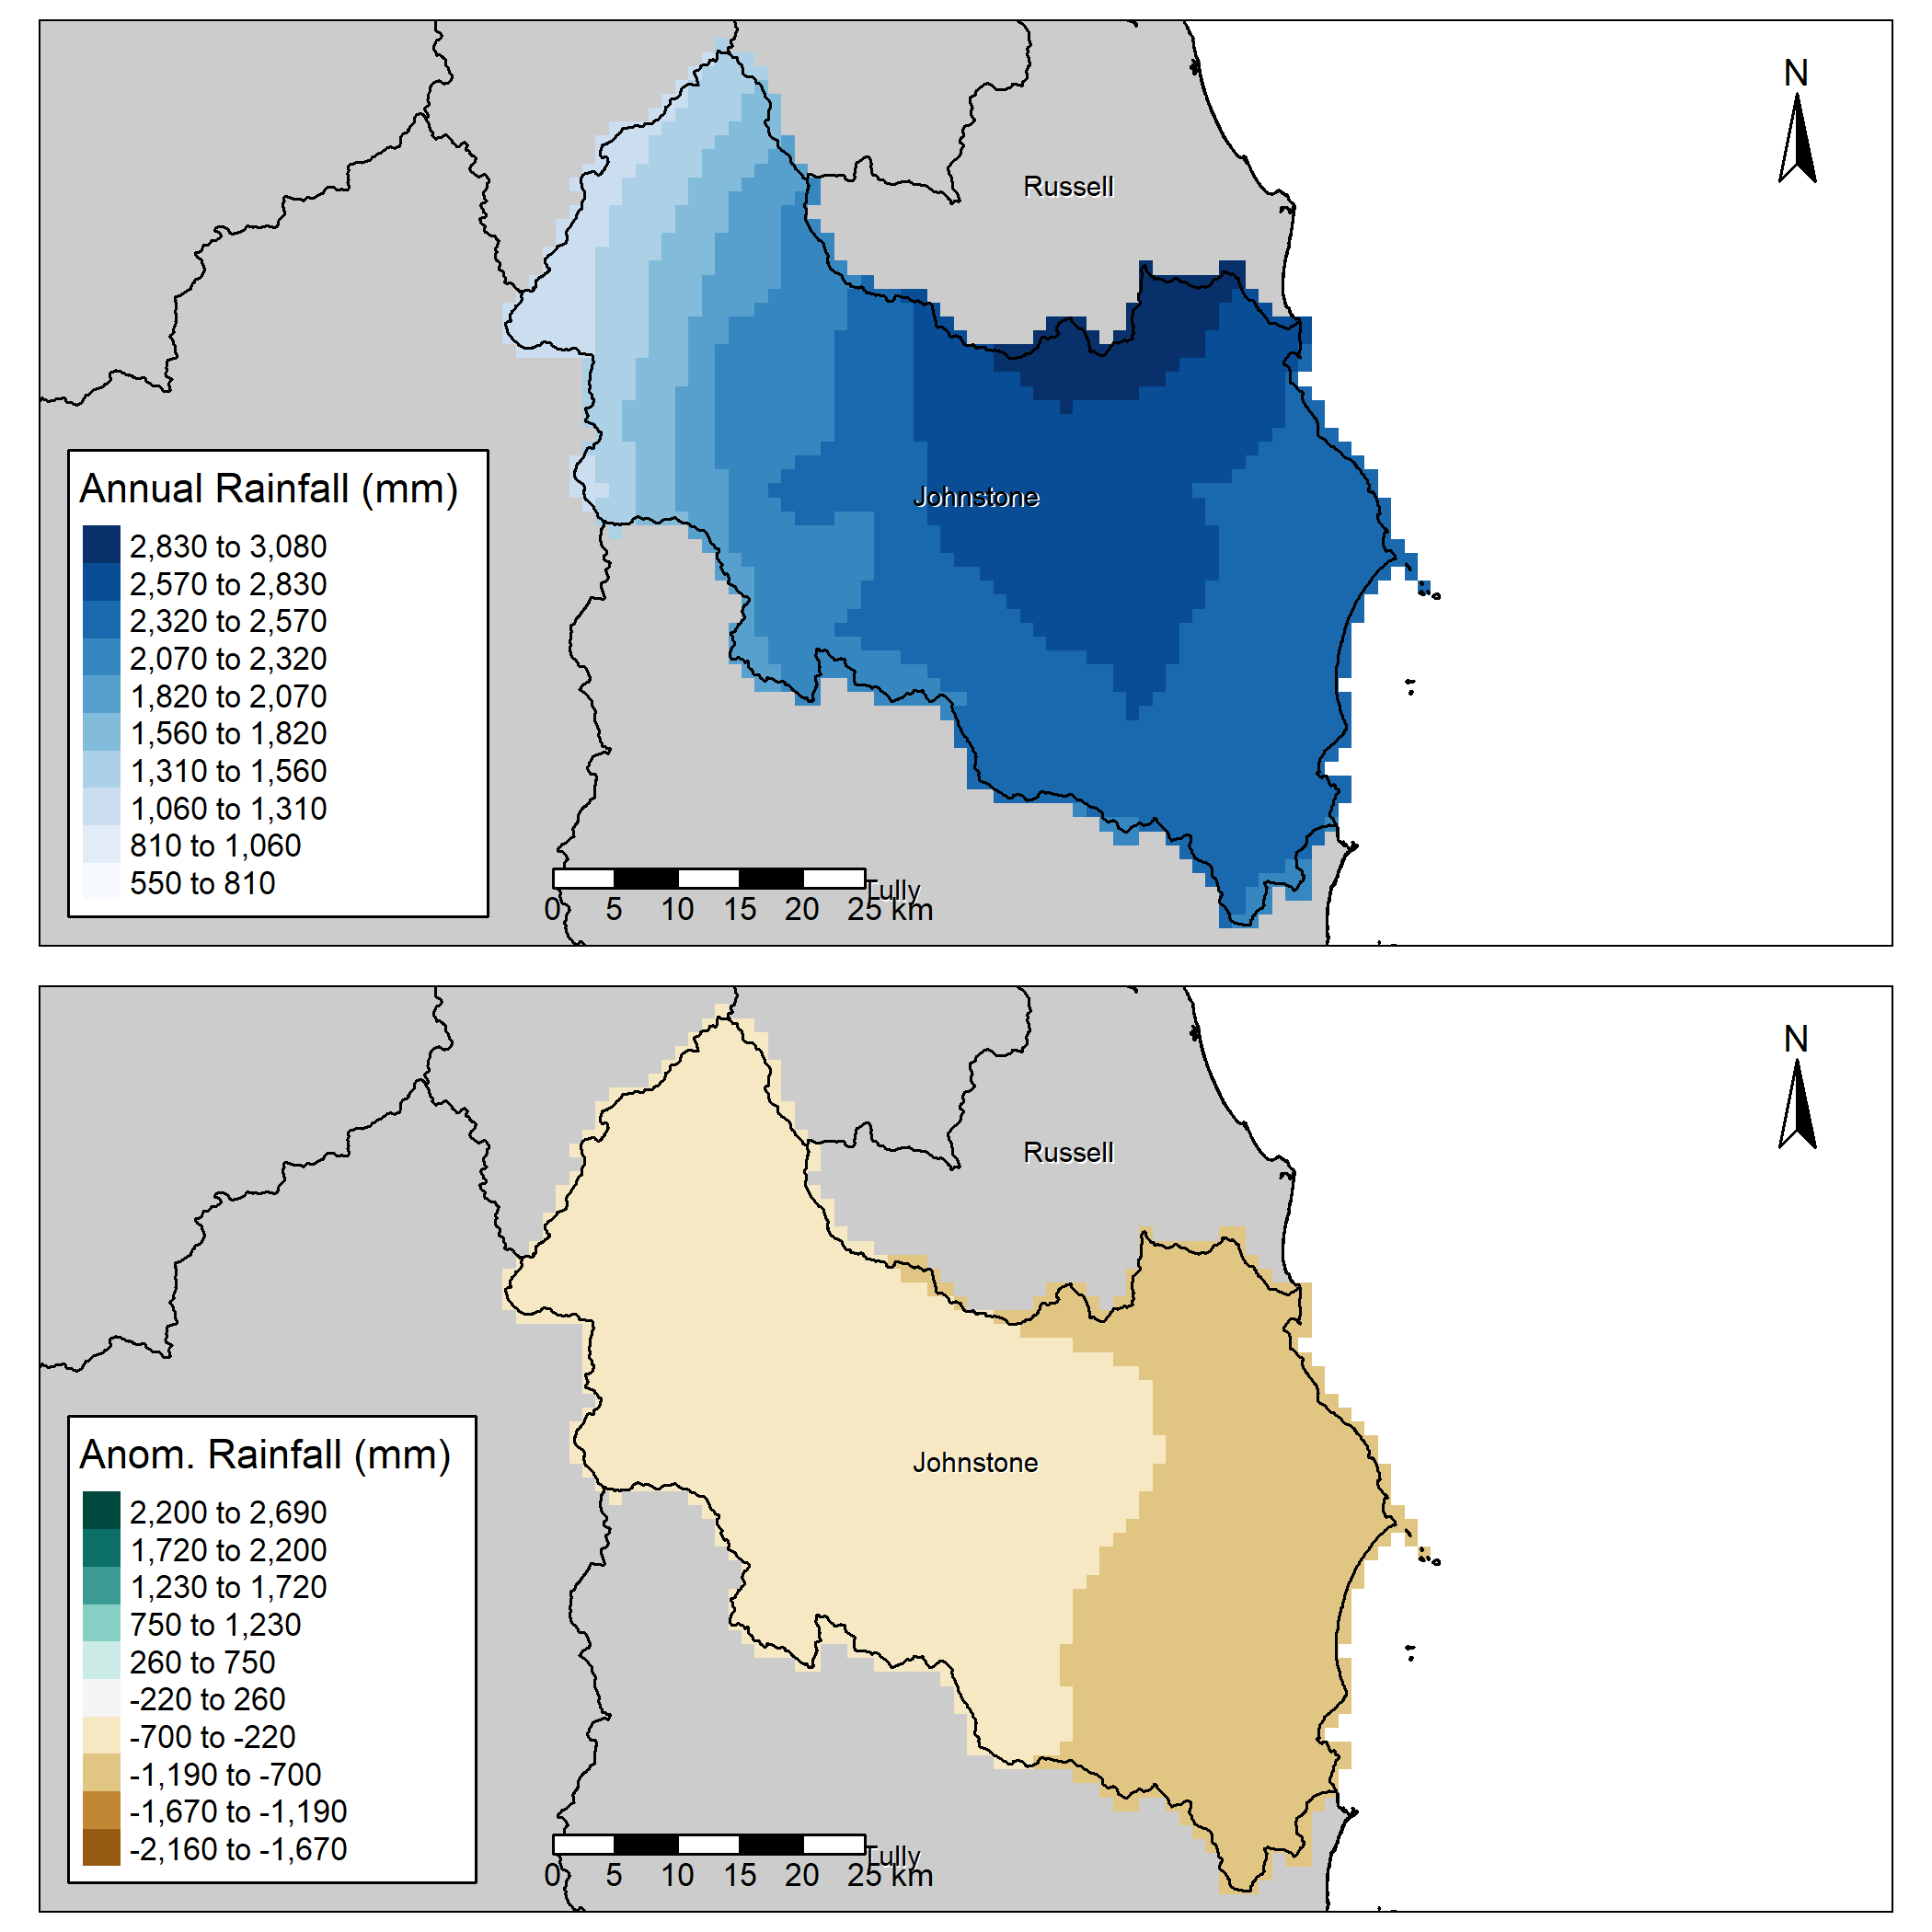 N
Russell
Johnstone
Annual Rainfall (mm)
2,830 to 3,080
2,570 to 2,830
2,320 to 2,570
2,070 to 2,320
1,820 to 2,070
1,560 to 1,820
1,310 to 1,560
1,060 to 1,310
810 to 1,060
550 to 810
Tully
0 5 10 15 20 25 km
N
Russell
Johnstone
Anom. Rainfall (mm)
2,200 to 2,690
1,720 to 2,200
1,230 to 1,720
750 to 1,230
260 to 750
-220 to 260
-700 to -220
-1,190 to -700
-1,670 to -1,190
-2,160 to -1,670
Tully
0 5 10 15 20 25 km